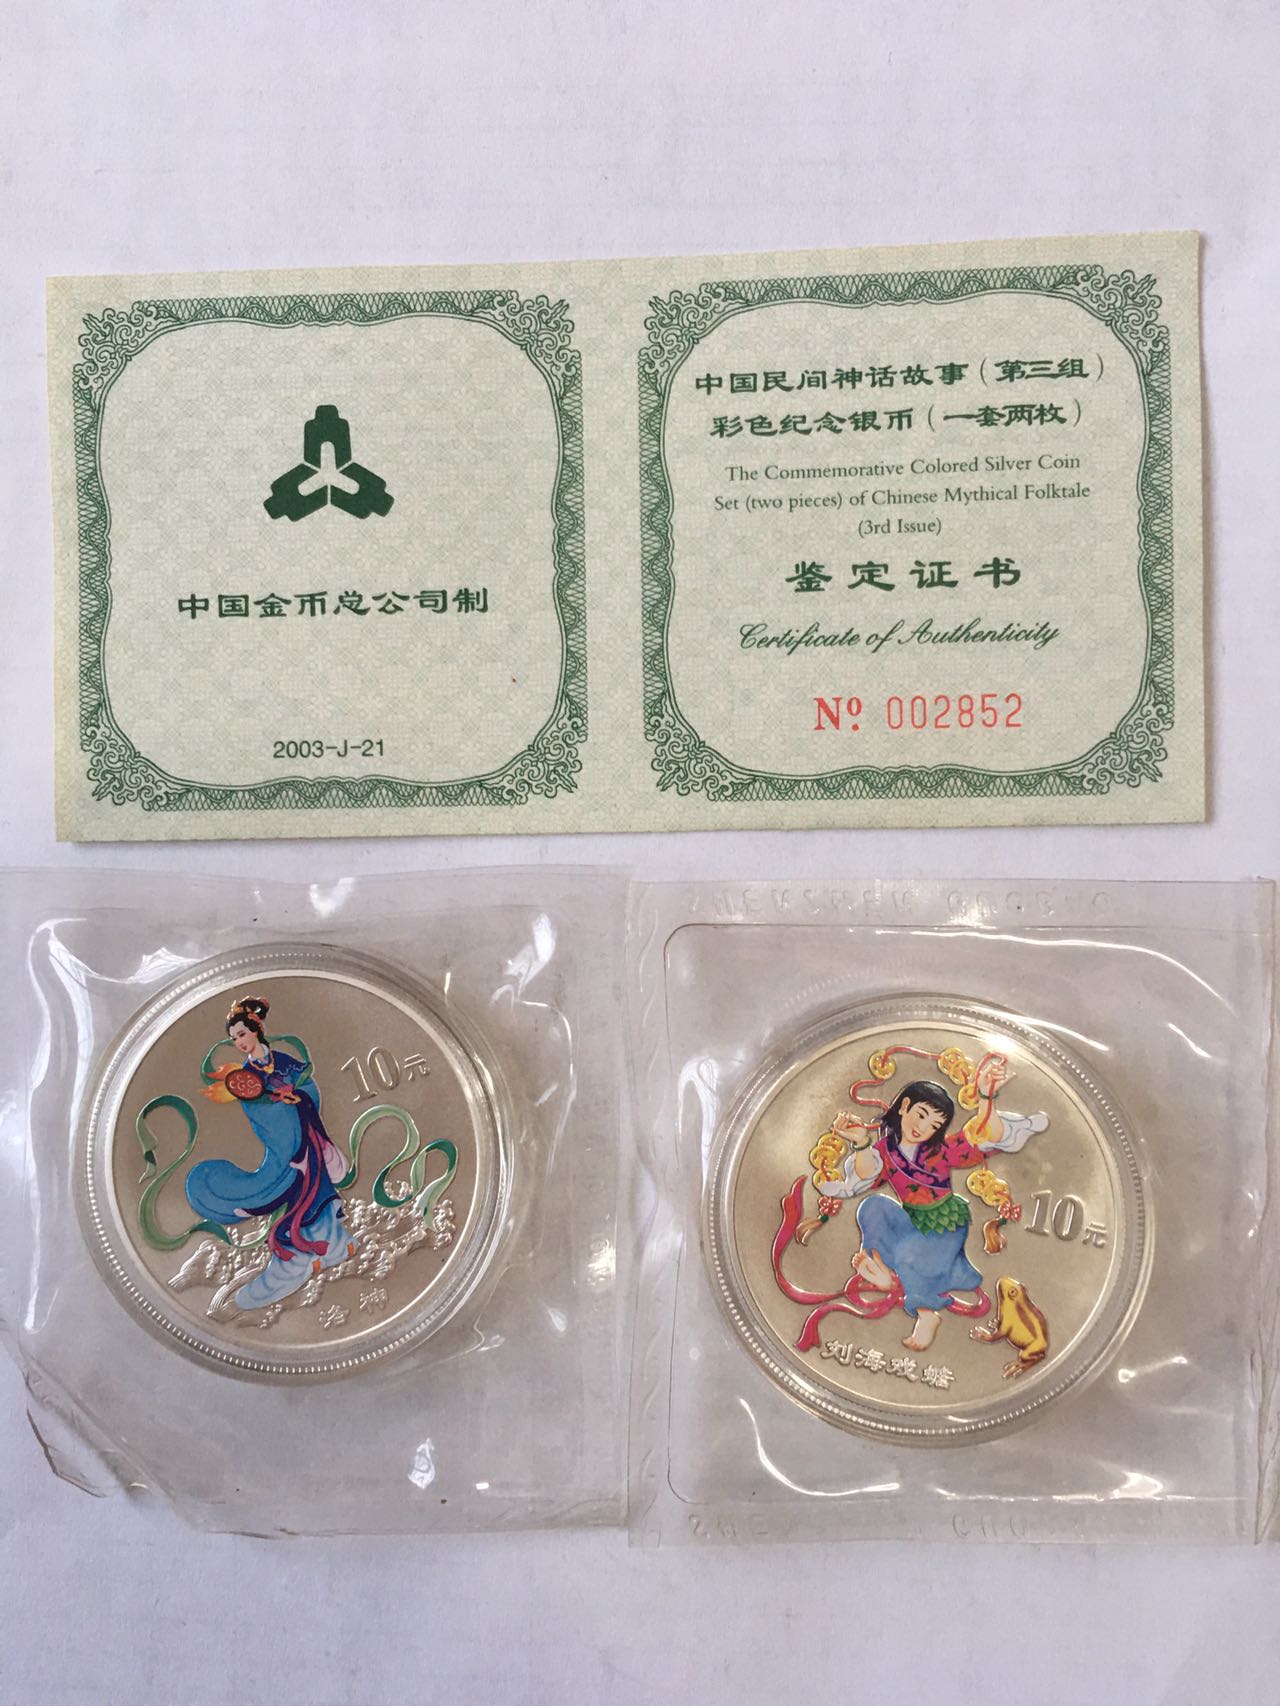 中国金币总公司制
2003-J-21
中国民间神话故事（第三组）
彩色纪念银币（一套两枚）
The Commemorative Colored Silver Coin
Set (two pieces) of Chinese Mythical Folktale
(3rd Issue)
鉴定证书
Certificate of Authenticity
Nº 002852
10元
洛神
SHENZHEN GUOBAO
10元
刘海戏蟾